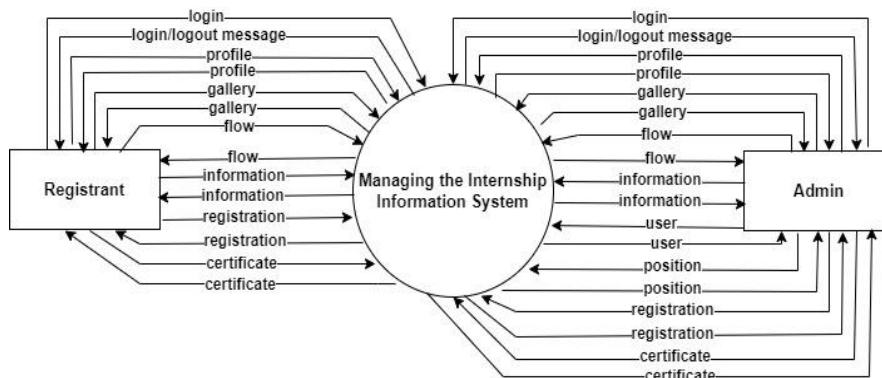 login
login/logout message
profile
profile
gallery
gallery
flow
flow
information
information
registration
registration
certificate
certificate
Registrant
Managing the Internship
Information System
login
login/logout message
profile
profile
gallery
gallery
flow
flow
information
information
user
user
position
position
registration
registration
certificate
certificate
Admin